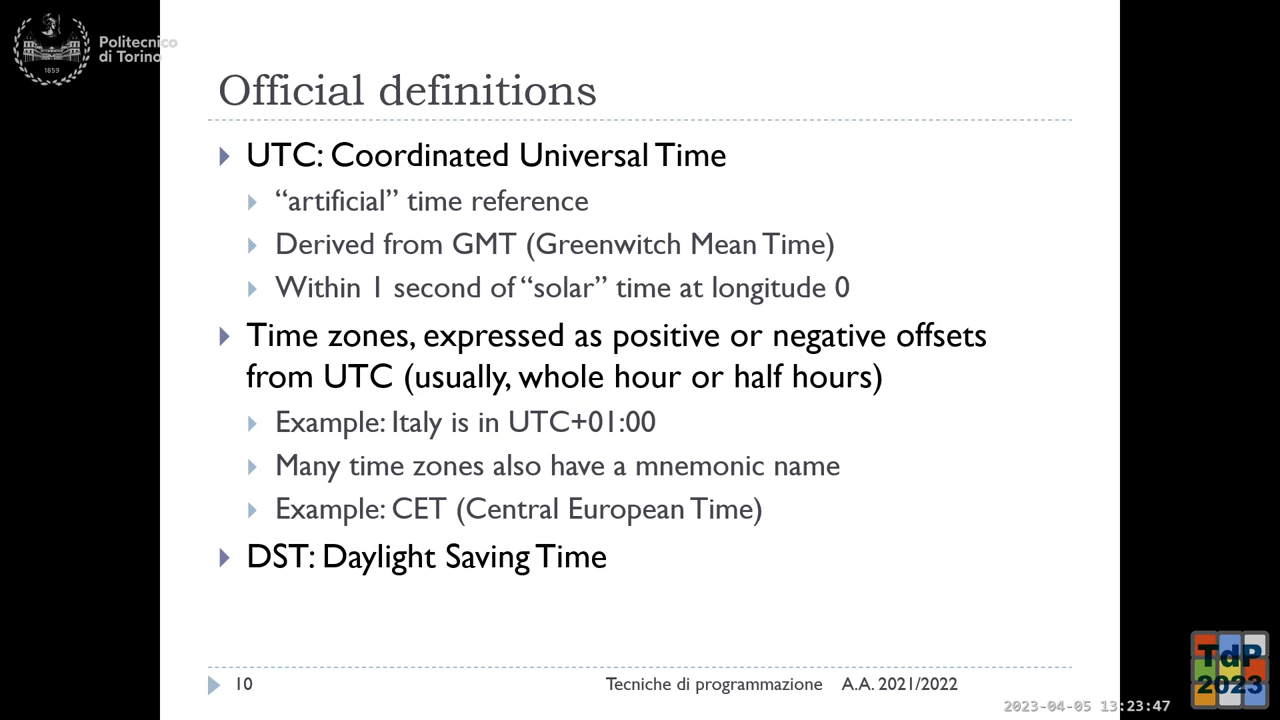 Politecnico
di Torino
1859
Official definitions
UTC: Coordinated Universal Time
“artificial” time reference
Derived from GMT (Greenwitch Mean Time)
Within 1 second of “solar” time at longitude 0
Time zones, expressed as positive or negative offsets
from UTC (usually, whole hour or half hours)
Example: Italy is in UTC+01:00
Many time zones also have a mnemonic name
Example: CET (Central European Time)
DST: Daylight Saving Time
10 Tecniche di programmazione A.A. 2021/2022
2023-04-05 13:23:47
TdP
2023